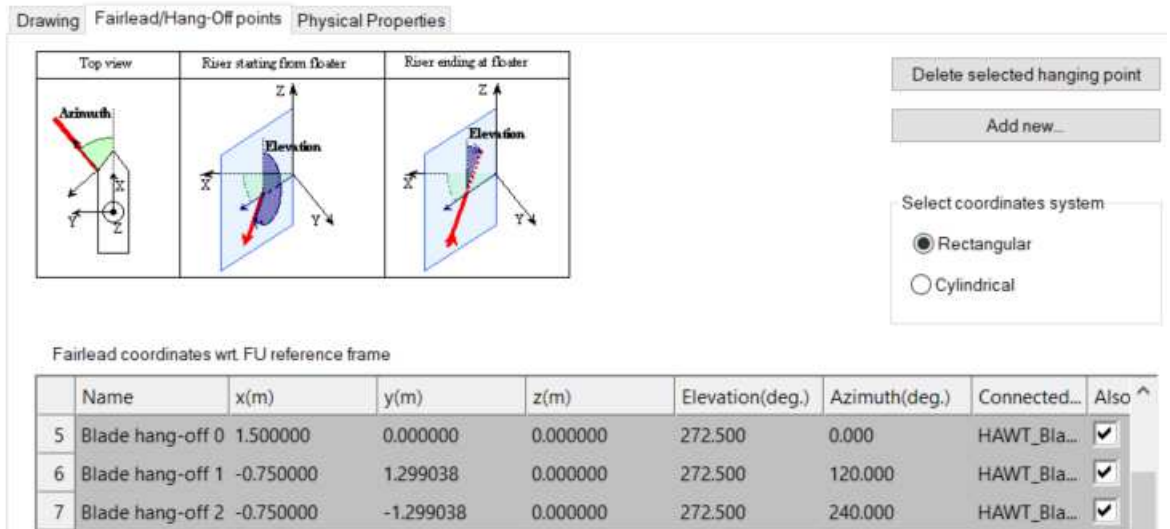 Drawing Fairlead/Hang-Off points Physical Properties
Top view Riser starting from floater Riser ending at floater
Azimuth
X
Y
Z
Z
Elevation
X
Y
Z
Elevation
X
Y
Delete selected hanging point
Add new...
Select coordinates system
Rectangular
Cylindrical
Fairlead coordinates wrt. FU reference frame
Name x(m) y(m) z(m) Elevation(deg.) Azimuth(deg.) Connected... Also
5 Blade hang-off 0 1.500000 0.000000 0.000000 272.500 0.000 HAWT_Bla...
6 Blade hang-off 1 -0.750000 1.299038 0.000000 272.500 120.000 HAWT_Bla...
7 Blade hang-off 2 -0.750000 -1.299038 0.000000 272.500 240.000 HAWT_Bla...